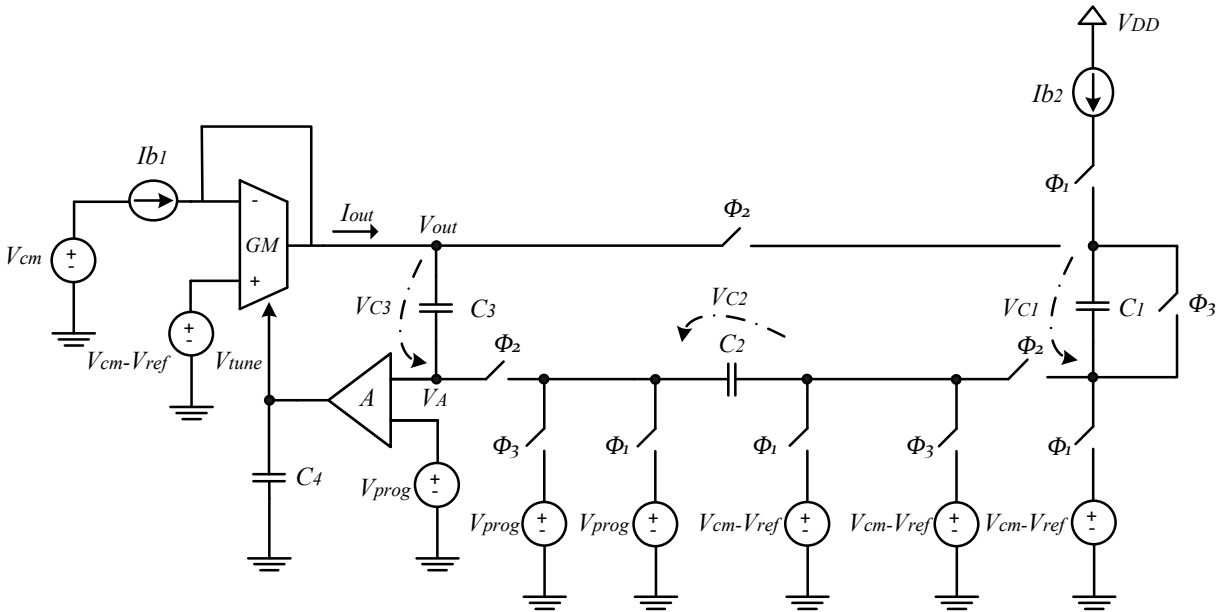 VDD
Ib2
Φ1
Ib1
-
GM
+
Iout
Vout
Φ2
Vcm
+
-
VC3
C3
VC2
C2
VC1
C1
Φ3
Vcm-Vref
+
-
Vtune
A
VA
Φ2
Φ2
C4
Vprog
+
-
Φ3
Φ1
Φ1
Φ3
Φ1
Vprog
+
-
Vprog
+
-
Vcm-Vref
+
-
Vcm-Vref
+
-
Vcm-Vref
+
-